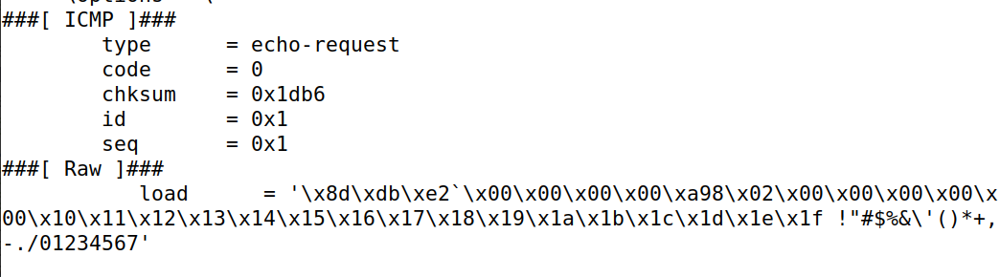 ###[ ICMP ]###
        type      = echo-request
        code      = 0
        chksum    = 0x1db6
        id        = 0x1
        seq       = 0x1
###[ Raw ]###
           load      = '\x8d\xdb\xe2`\x00\x00\x00\x00\xa98\x02\x00\x00\x00\x00\x
00\x10\x11\x12\x13\x14\x15\x16\x17\x18\x19\x1a\x1b\x1c\x1d\x1e\x1f !"#$%&\'()*+,
-./01234567'